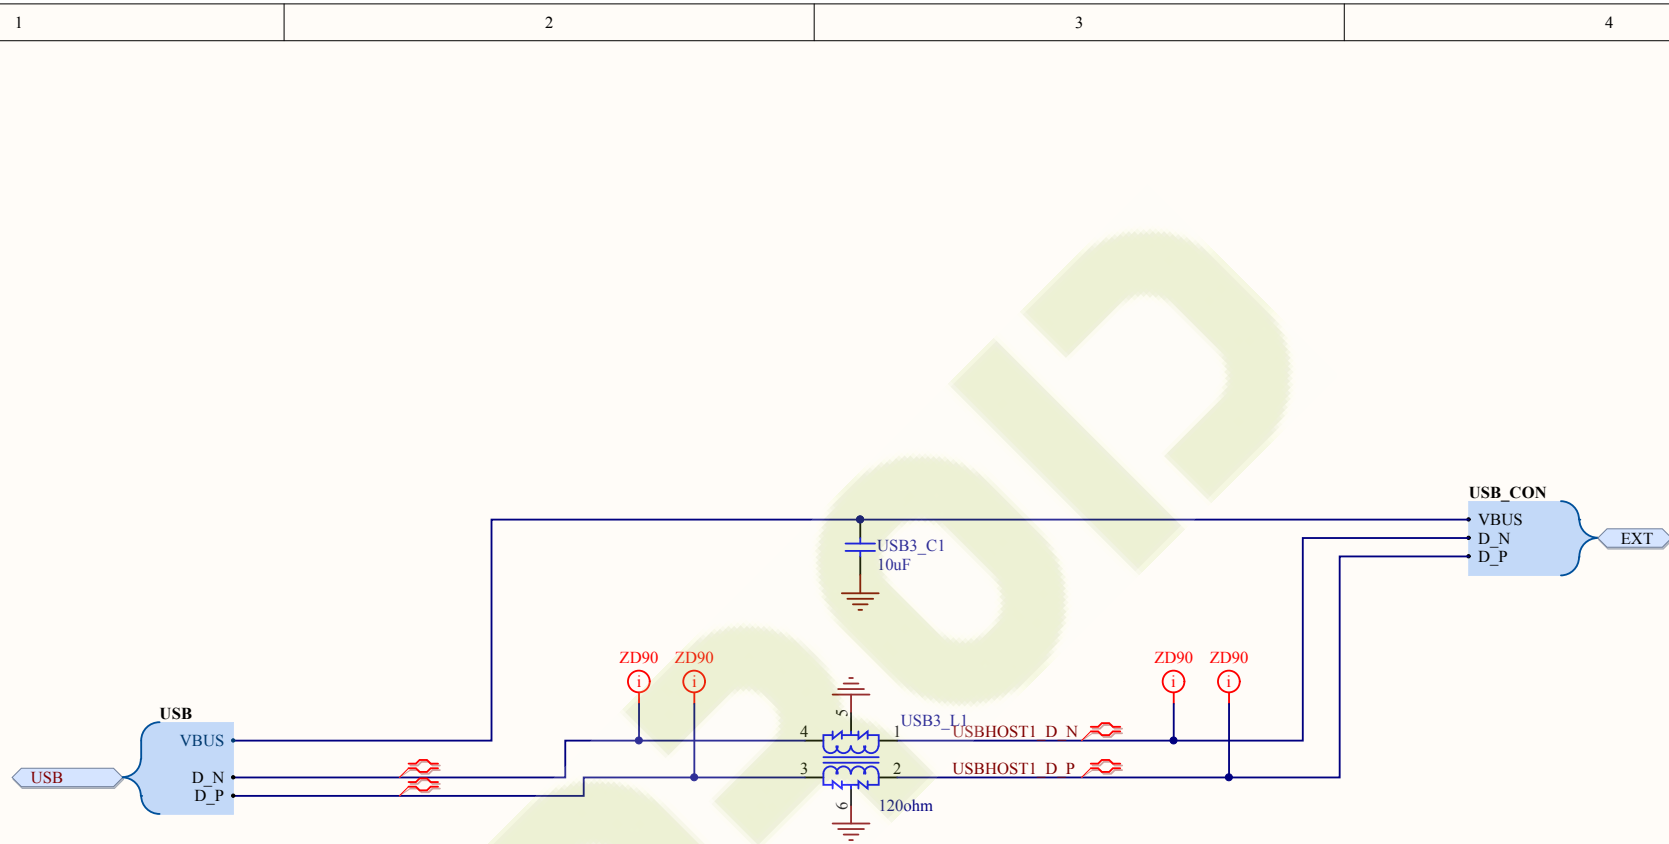 1 2 3 4
USB_CON
VBUS
D_N
D_P
EXT
USB3_C1
10uF
ZD90 ZD90 ZD90 ZD90
i i i i
USB
VBUS
D_N
D_P
USB
5
USB3_L1
4 1 USBHOST1_D_N
3 2 USBHOST1_D_P
6 120ohm